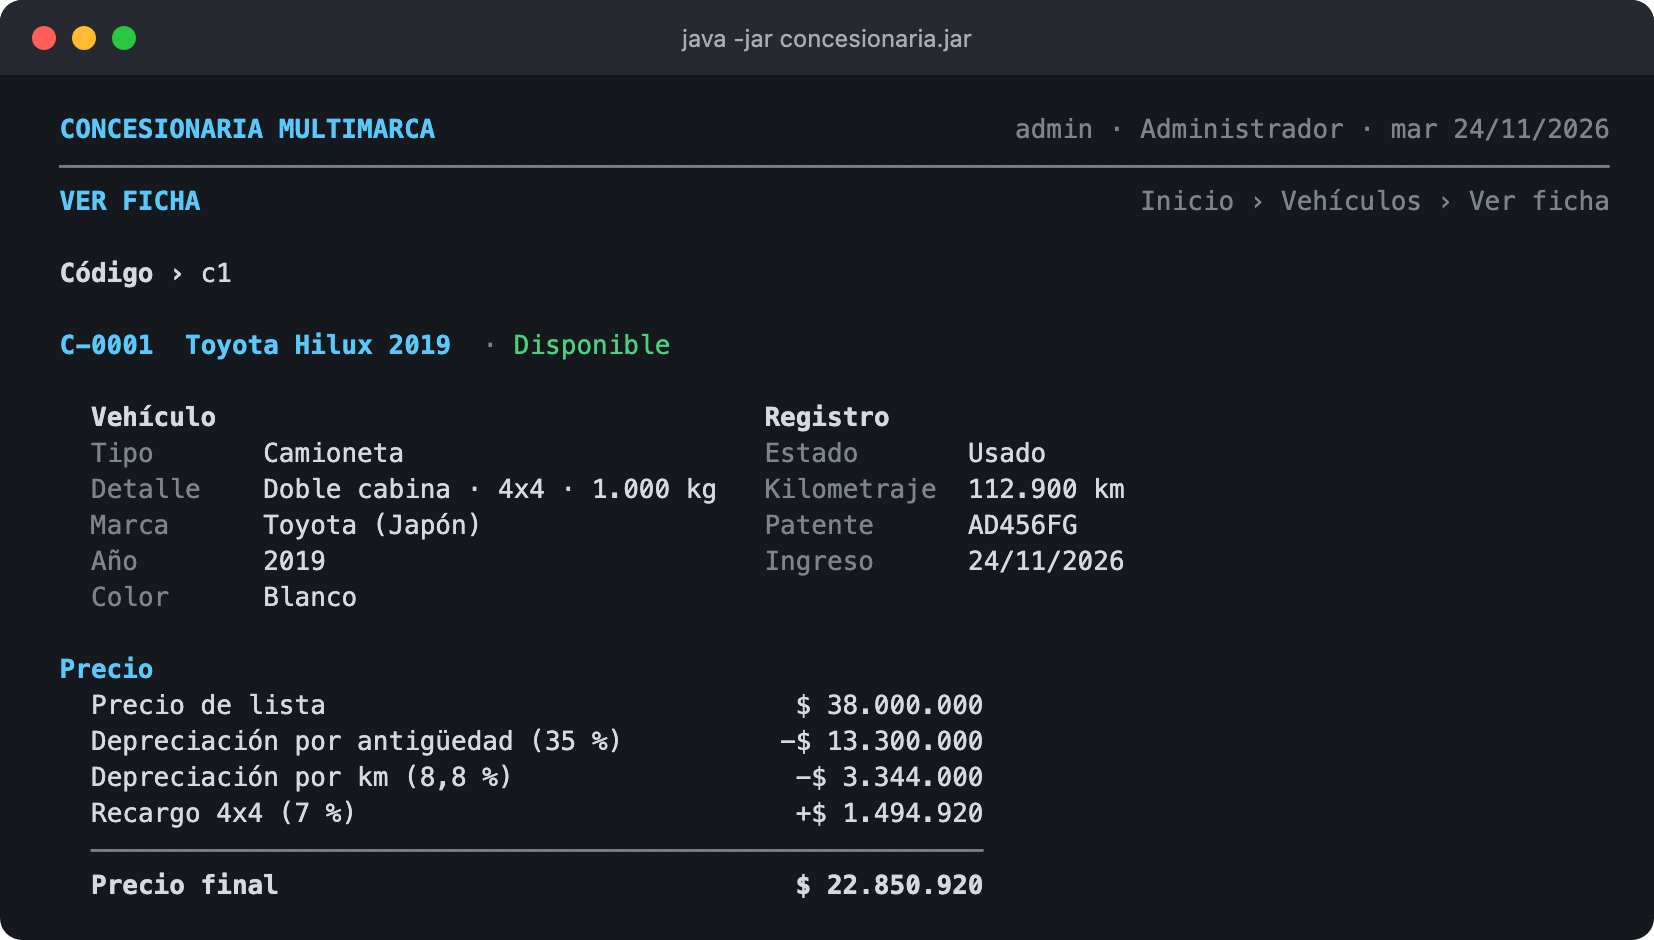 java -jar concesionaria.jar
CONCESIONARIA MULTIMARCA admin · Administrador · mar 24/11/2026
VER FICHA Inicio › Vehículos › Ver ficha
Código › c1
C-0001 Toyota Hilux 2019 · Disponible
Vehículo Registro
Tipo Camioneta Estado Usado
Detalle Doble cabina · 4x4 · 1.000 kg Kilometraje 112.900 km
Marca Toyota (Japón) Patente AD456FG
Año 2019 Ingreso 24/11/2026
Color Blanco
Precio
Precio de lista $ 38.000.000
Depreciación por antigüedad (35 %) −$ 13.300.000
Depreciación por km (8,8 %) −$ 3.344.000
Recargo 4x4 (7 %) +$ 1.494.920
Precio final $ 22.850.920